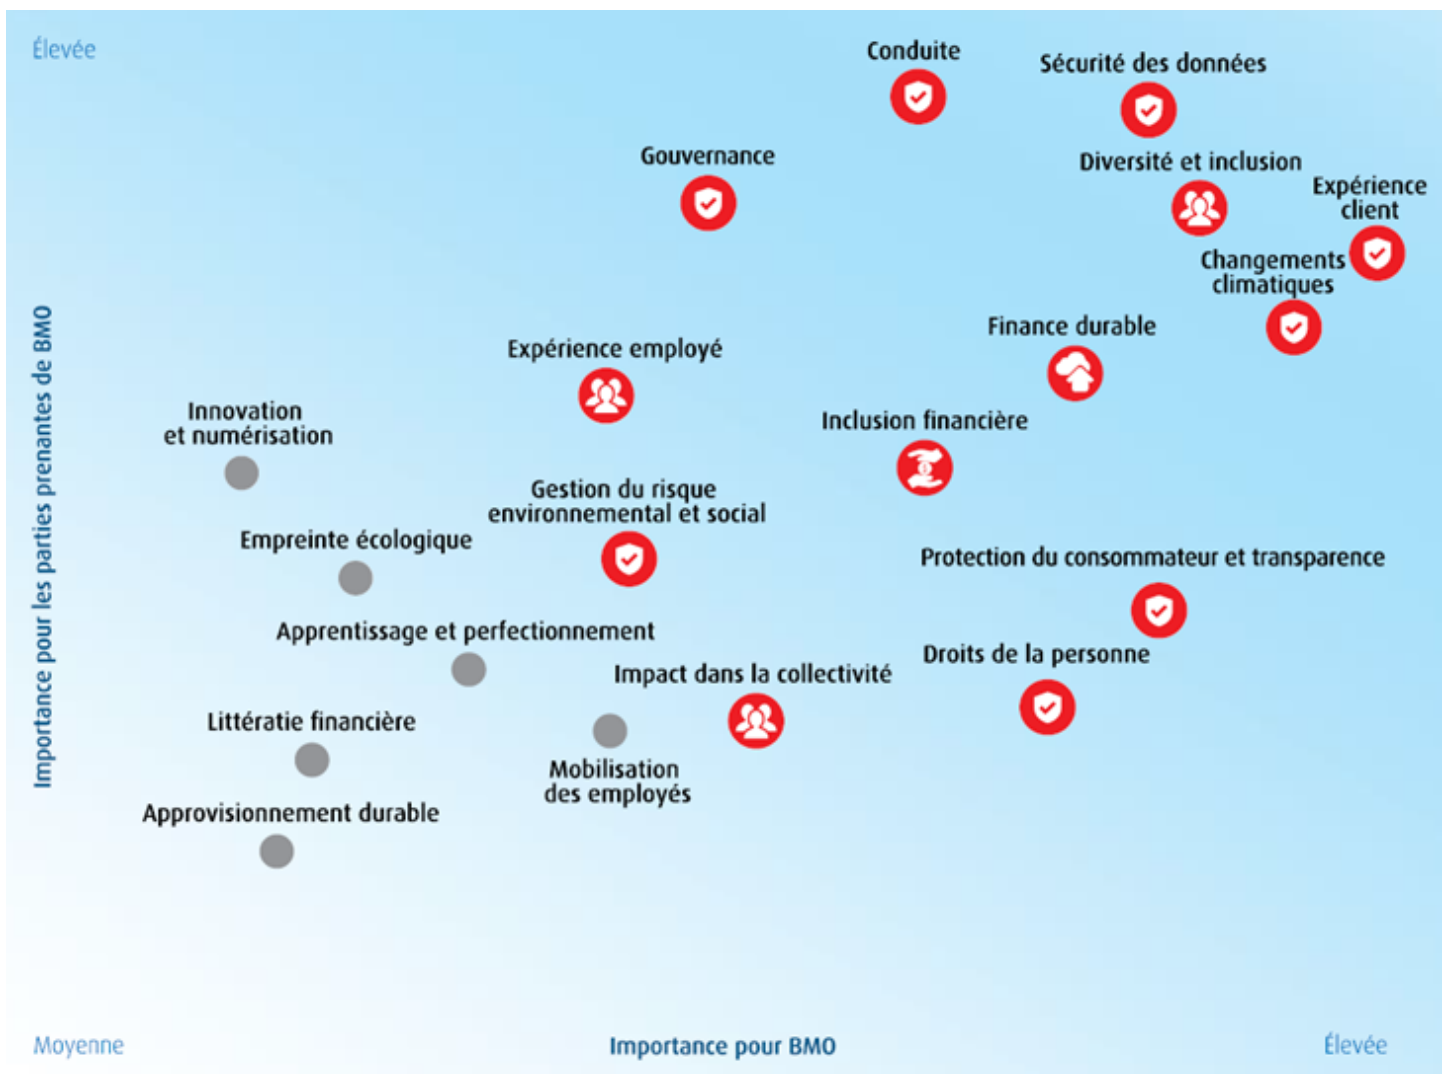 Élevée
Conduite
Sécurité des données
Gouvernance
Diversité et inclusion
Expérience
client
Changements
climatiques
Finance durable
Expérience employé
Innovation
et numérisation
Inclusion financière
Gestion du risque
environnemental et social
Empreinte écologique
Protection du consommateur et transparence
Apprentissage et perfectionnement
Droits de la personne
Impact dans la collectivité
Littératie financière
Mobilisation
des employés
Approvisionnement durable
Importance pour les parties prenantes de BMO
Moyenne
Importance pour BMO
Élevée